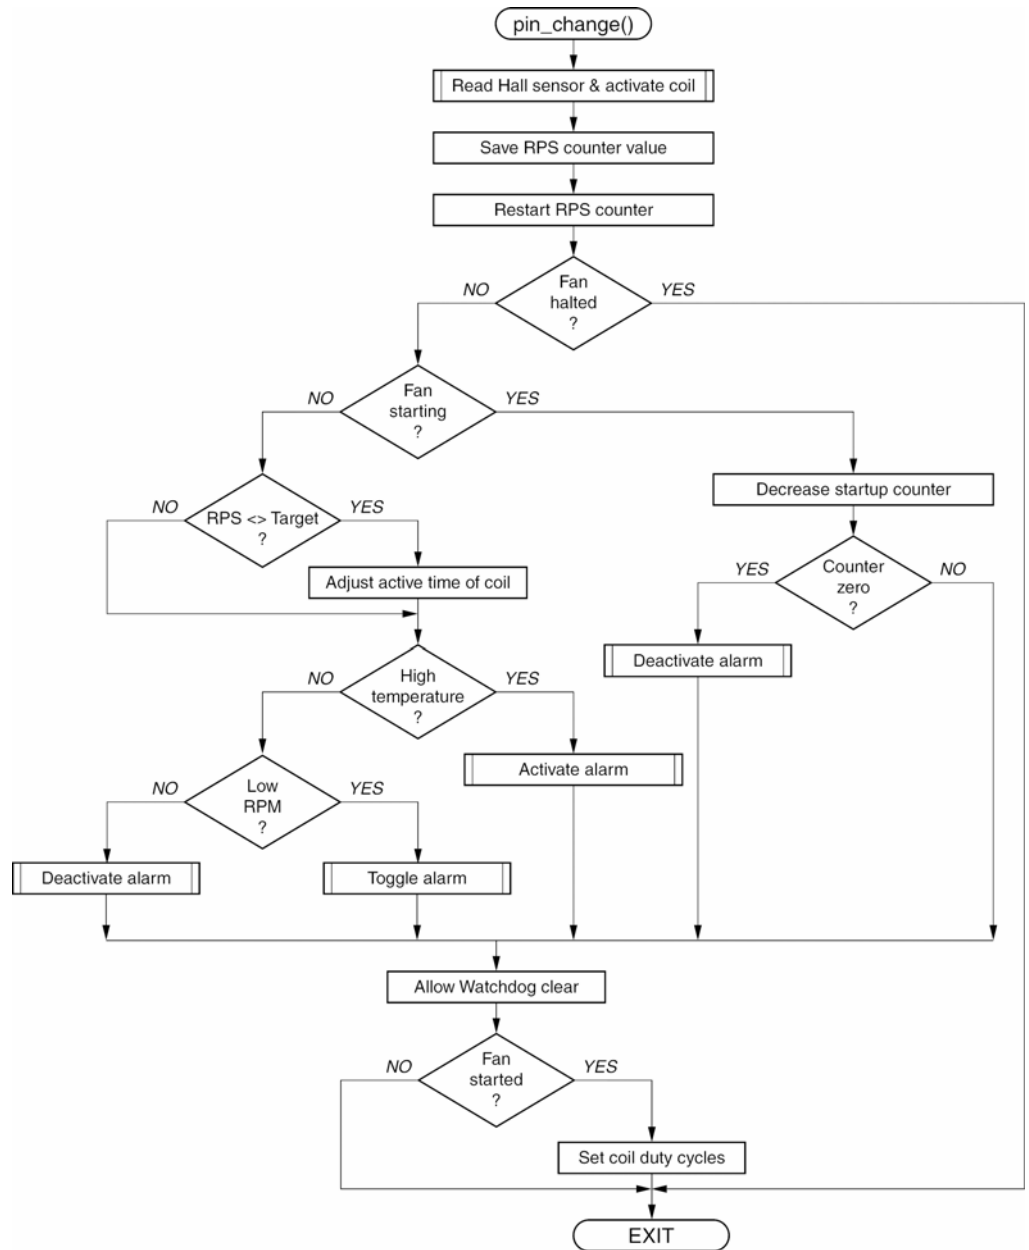 pin_change()
Read Hall sensor & activate coil
Save RPS counter value
Restart RPS counter
Fan
halted
?
NO
YES
Fan
starting
?
NO
YES
RPS <> Target
?
NO
YES
Decrease startup counter
Adjust active time of coil
Counter
zero
?
YES
NO
Deactivate alarm
High
temperature
?
NO
YES
Activate alarm
Low
RPM
?
NO
YES
Deactivate alarm
Toggle alarm
Allow Watchdog clear
Fan
started
?
NO
YES
Set coil duty cycles
EXIT